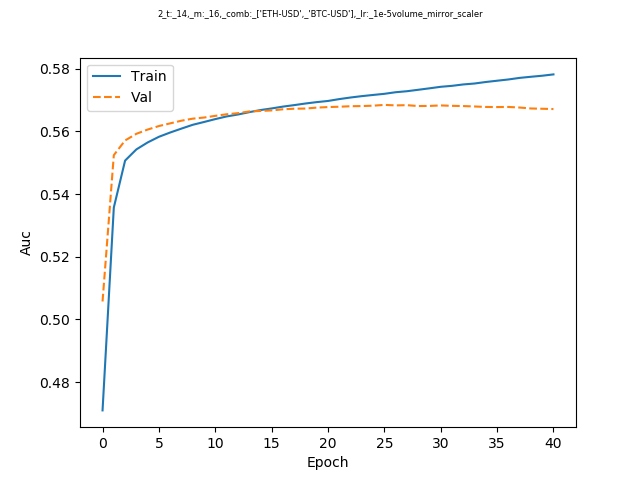 2_t:_14,_m:_16,_comb:_['ETH-USD',_'BTC-USD'],_lr:_1e-5volume_mirror_scaler
Train
Val
0.58
0.56
0.54
0.52
0.50
0.48
Auc
0 5 10 15 20 25 30 35 40
Epoch